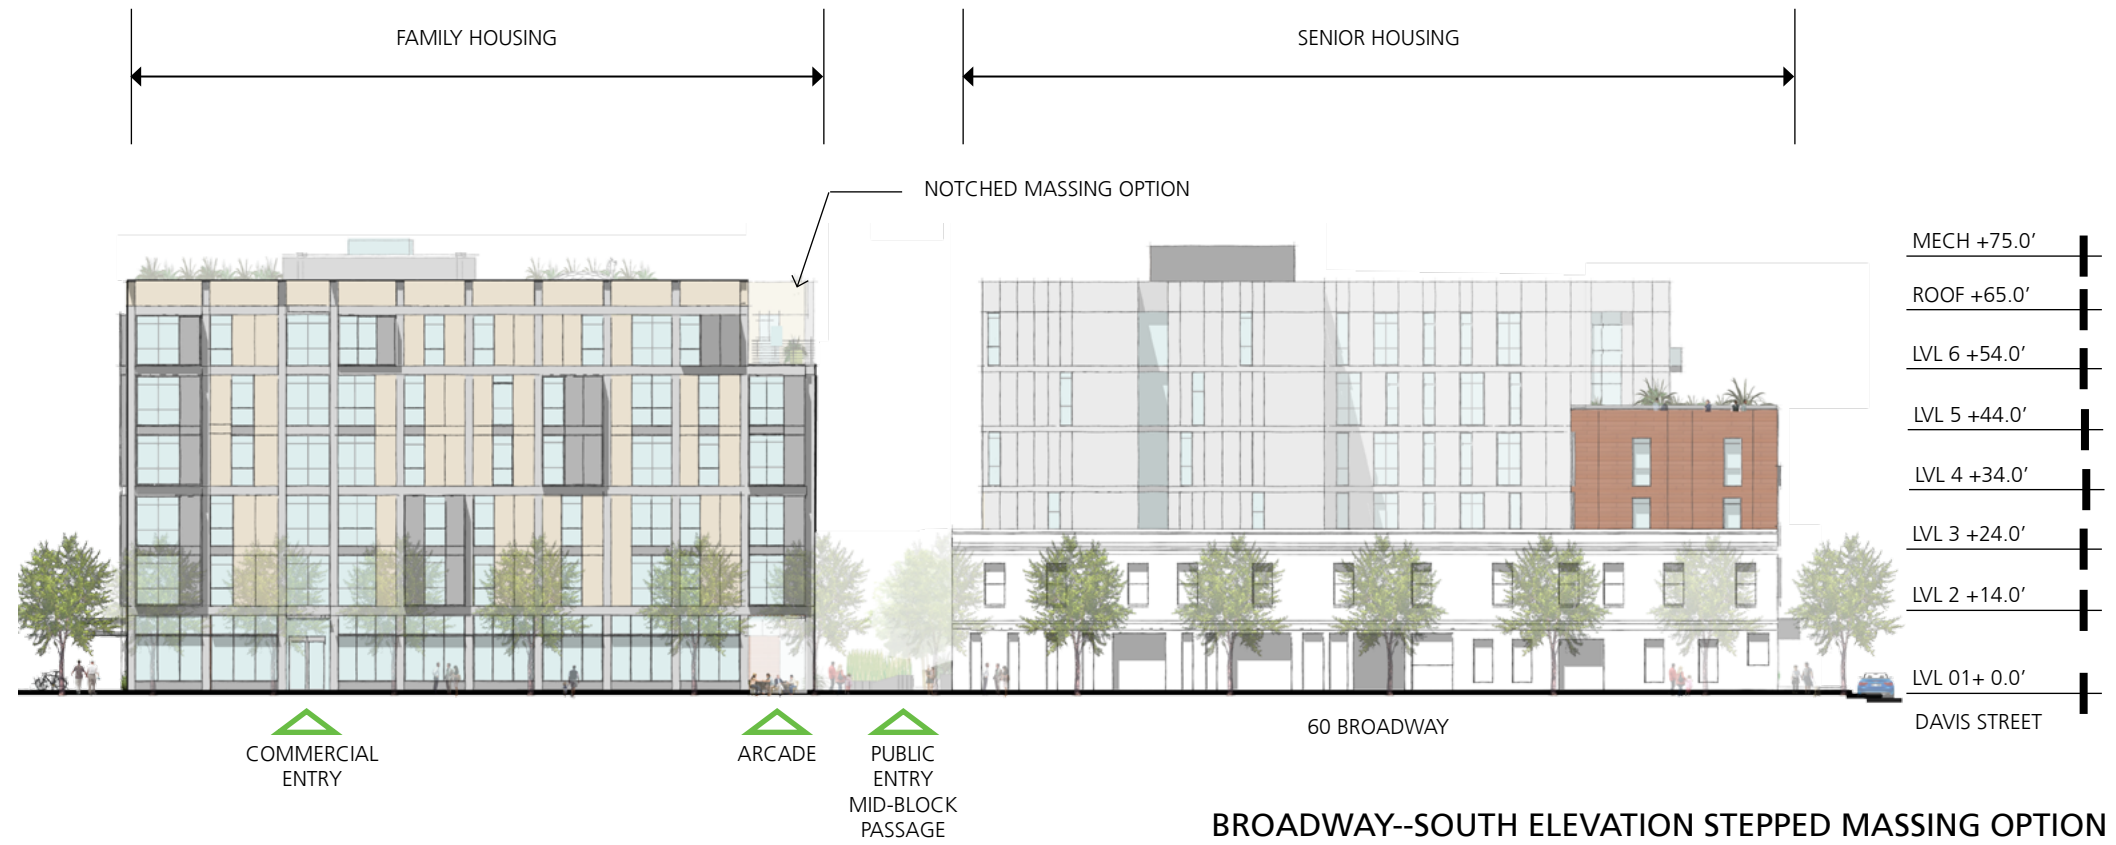 FAMILY HOUSING
SENIOR HOUSING
NOTCHED MASSING OPTION
MECH +75.0’
ROOF +65.0’
LVL 6 +54.0’
LVL 5 +44.0’
LVL 4 +34.0’
LVL 3 +24.0’
LVL 2 +14.0’
LVL 01+ 0.0’
DAVIS STREET
60 BROADWAY
COMMERCIAL
ENTRY
ARCADE
PUBLIC
ENTRY
MID-BLOCK
PASSAGE
BROADWAY--SOUTH ELEVATION STEPPED MASSING OPTION